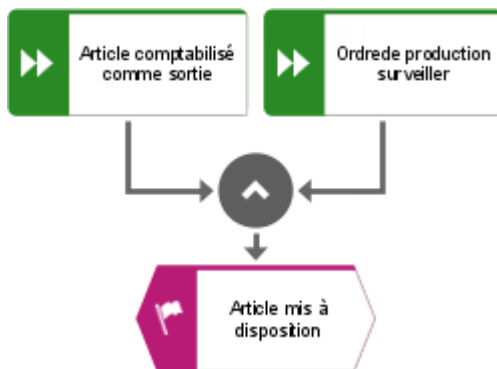 Article comptabilisé
comme sortie
Ordrede production
surveiller
Article mis à
disposition